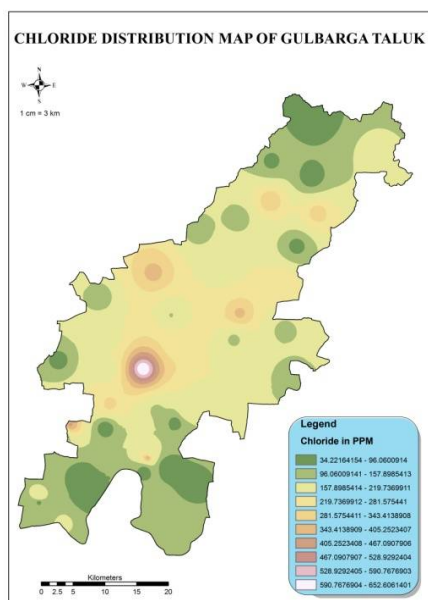 CHLORIDE DISTRIBUTION MAP OF GULBARGA TALUK
N
W E
S
1 cm = 3 km
Legend
Chloride in PPM
34.22164154 - 96.0600914
96.06009141 - 157.8985413
157.8985414 - 219.7369911
219.7369912 - 281.575441
281.5754411 - 343.4138908
343.4138909 - 405.2523407
405.2523408 - 467.0907906
467.0907907 - 528.9292404
528.9292405 - 590.7676903
590.7676904 - 652.6061401
Kilometers
0 2.5 5 10 15 20